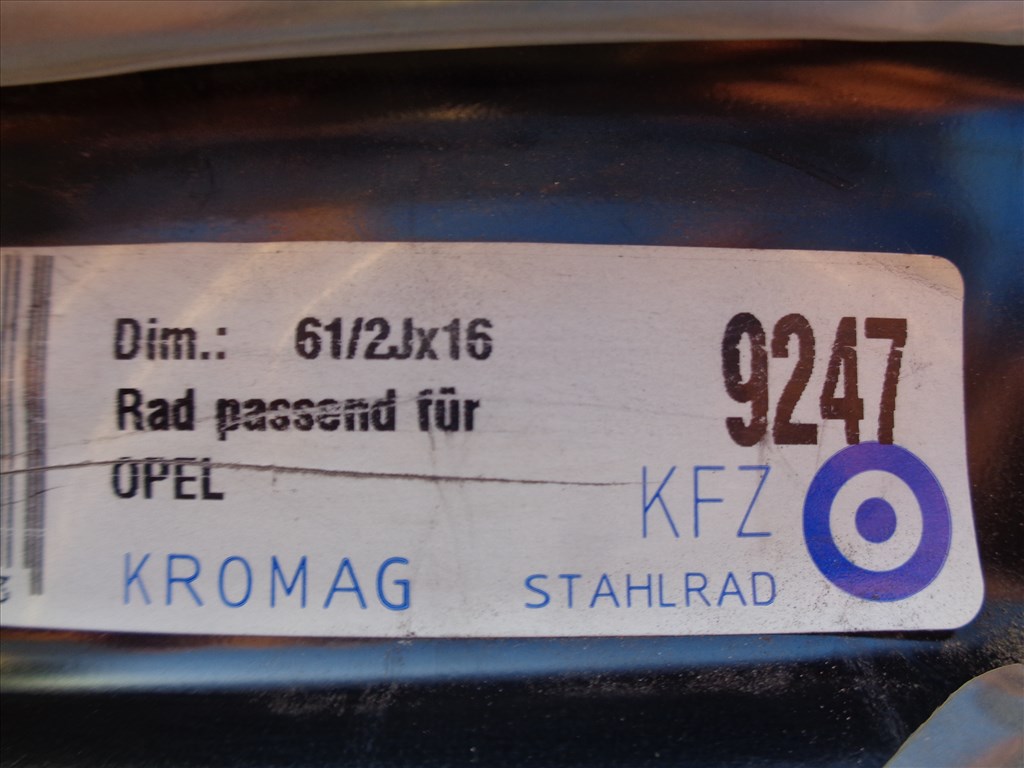 Dim.: 61/2Jx16
9247
Rad passend für
OPEL
KFZ
KROMAG
STAHLRAD